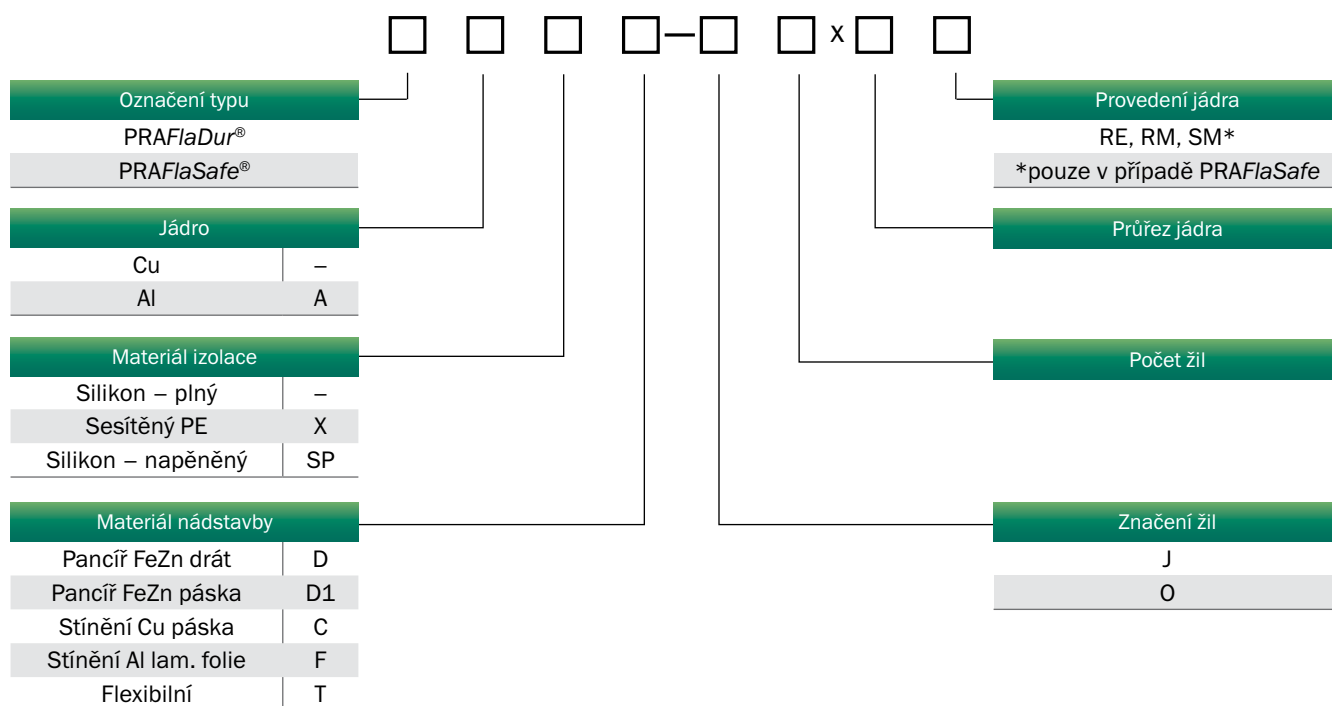 x
Označení typu
PRAFlaDur®
PRAFlaSafe®
Jádro
Cu –
Al A
Materiál izolace
Silikon – plný –
Sesítěný PE X
Silikon – napěněný SP
Materiál nádstavby
Pancíř FeZn drát D
Pancíř FeZn páska D1
Stínění Cu páska C
Stínění Al lam. folie F
Flexibilní T
Provedení jádra
RE, RM, SM*
*pouze v případě PRAFlaSafe
Průřez jádra
Počet žil
Značení žil
J
O